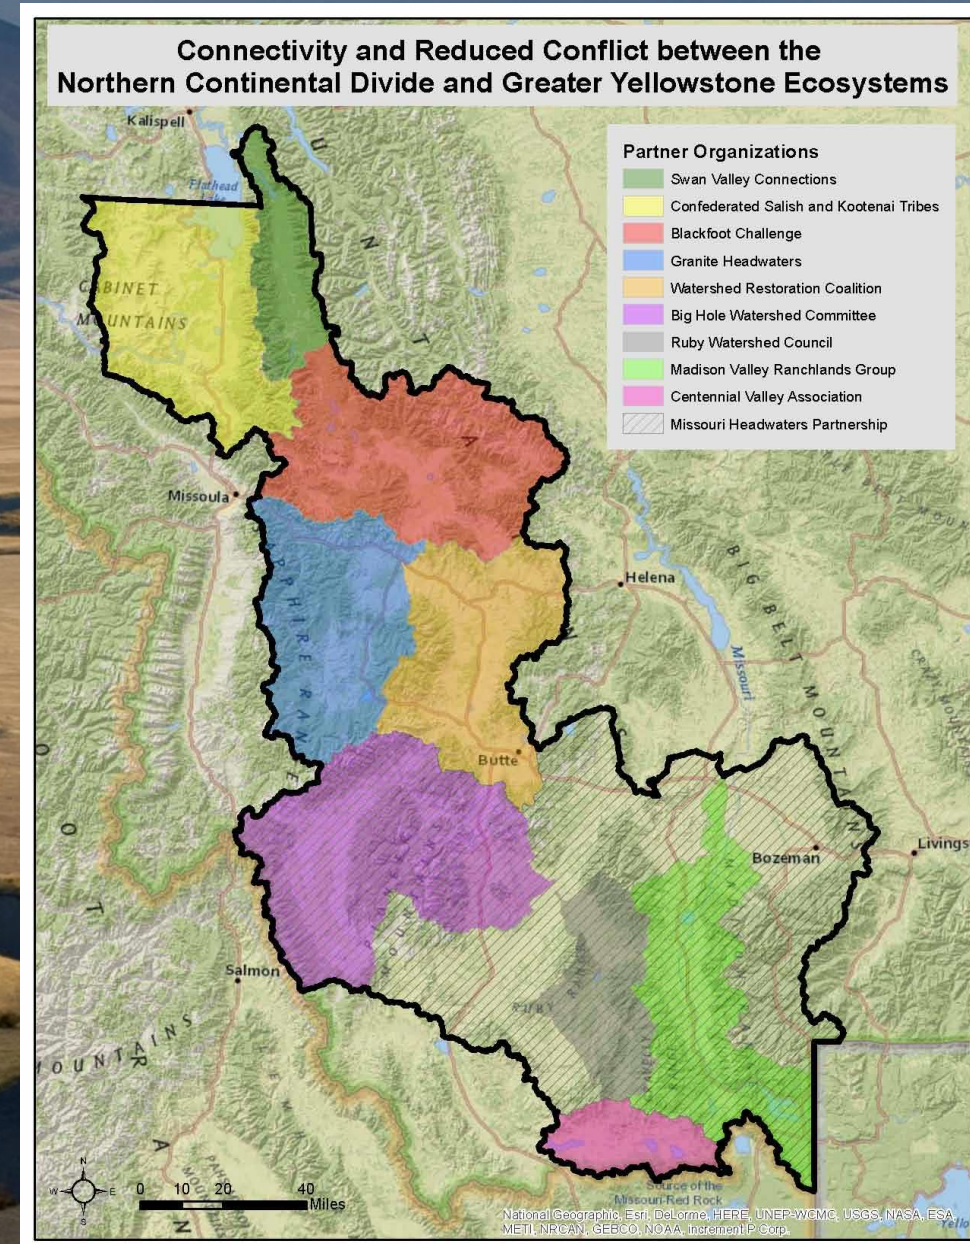 Connectivity and Reduced Conflict between the
Northern Continental Divide and Greater Yellowstone Ecosystems
Partner Organizations
Swan Valley Connections
Confederated Salish and Kootenai Tribes
Blackfoot Challenge
Granite Headwaters
Watershed Restoration Coalition
Big Hole Watershed Committee
Ruby Watershed Council
Madison Valley Ranchlands Group
Centennial Valley Association
Missouri Headwaters Partnership
Kalispell
Flathead
CABINET
MOUNTAINS
Missoula
Helena
BIG BELT MOUNTAINS
Missouri
Butte
Bozeman
Livings
Salmon
RUBY
MOUNTAINS
N
W E
S
0 10 20 40
Miles
Source of the
Missouri-Red Rock
National Geographic, Esri, DeLorme, HERE, UNEP-WCMC, USGS, NASA, ESA,
METI, NRCAN, GEBCO, NOAA, increment P Corp.